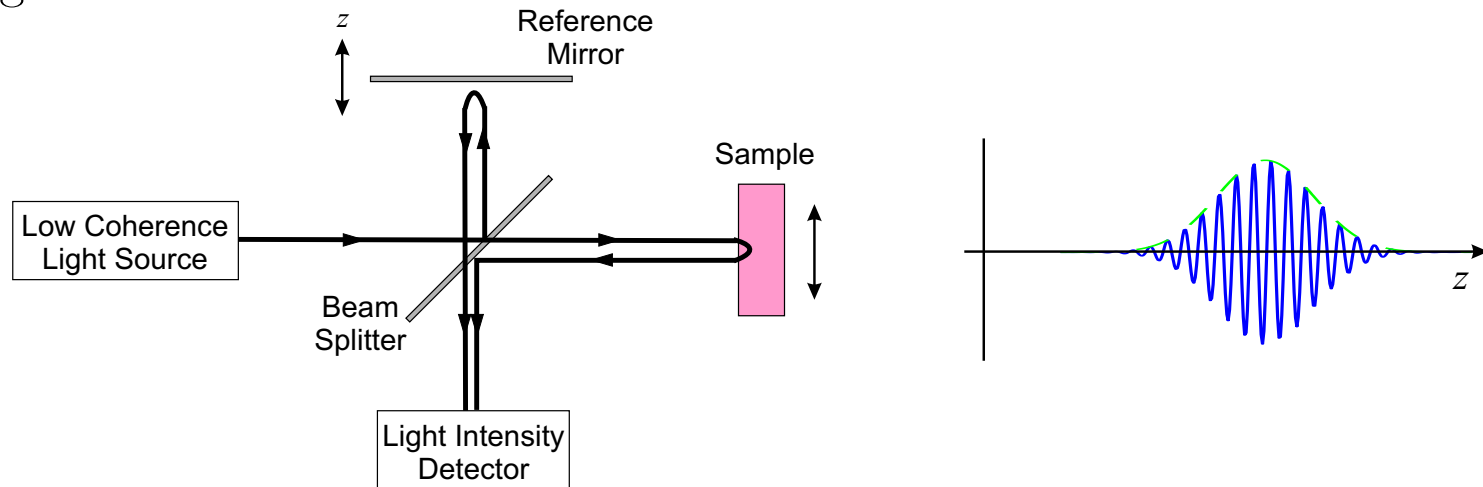 z
Reference
Mirror
Sample
Low Coherence
Light Source
Beam
Splitter
z
Light Intensity
Detector